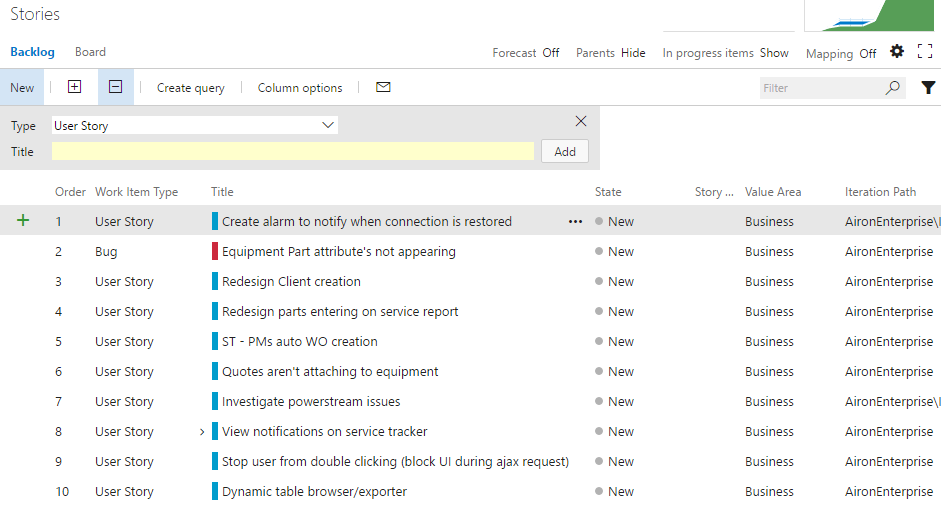 Stories
Backlog Board Forecast Off Parents Hide In progress items Show Mapping Off
New Create query Column options Filter
Type User Story
Title Add
Order Work Item Type Title State Story ... Value Area Iteration Path
1 User Story Create alarm to notify when connection is restored ... New Business AironEnterprise\
2 Bug Equipment Part attribute's not appearing New Business AironEnterprise
3 User Story Redesign Client creation New Business AironEnterprise
4 User Story Redesign parts entering on service report New Business AironEnterprise
5 User Story ST - PMs auto WO creation New Business AironEnterprise
6 User Story Quotes aren't attaching to equipment New Business AironEnterprise
7 User Story Investigate powerstream issues New Business AironEnterprise\
8 User Story View notifications on service tracker New Business AironEnterprise
9 User Story Stop user from double clicking (block UI during ajax request) New Business AironEnterprise
10 User Story Dynamic table browser/exporter New Business AironEnterprise